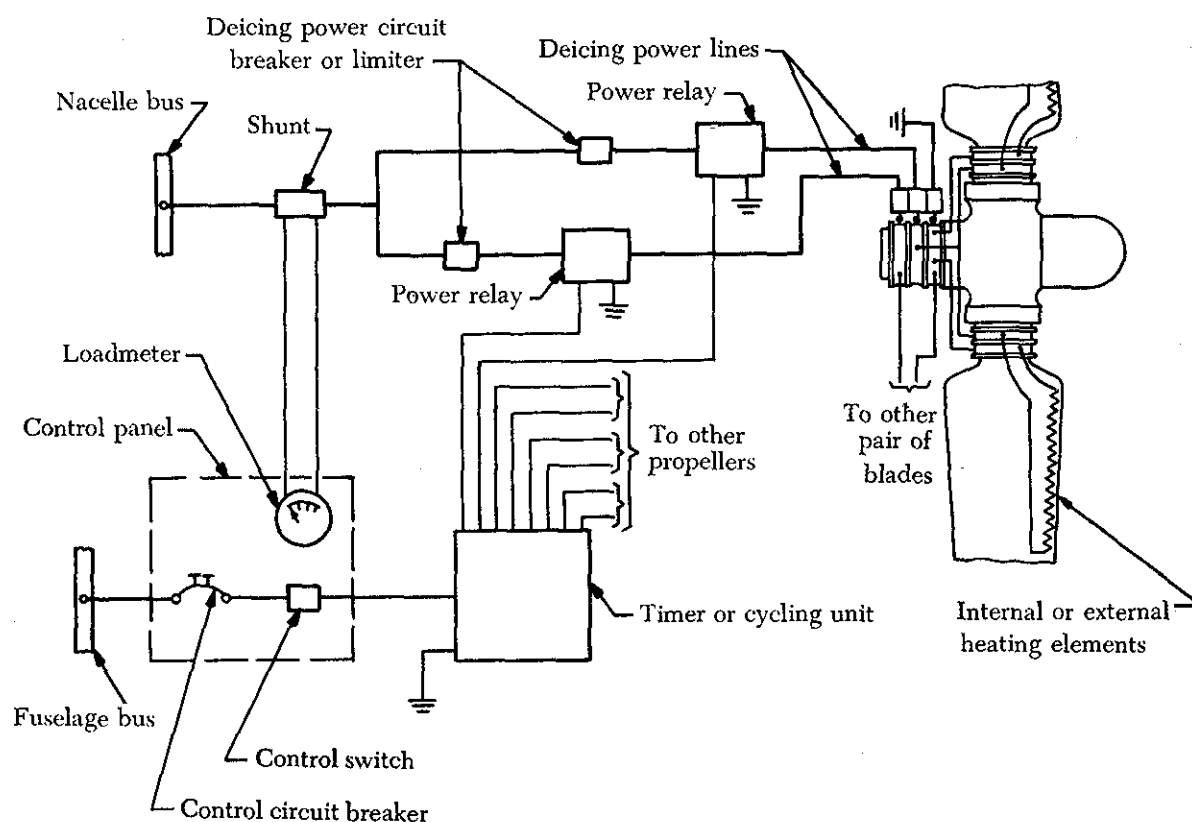 Deicing power circuit
breaker or limiter
Deicing power lines
Nacelle bus
Power relay
Shunt
Power relay
Loadmeter
Control panel
To other
propellers
To other
pair of
blades
Timer or cycling unit
Internal or external
heating elements
Fuselage bus
Control switch
Control circuit breaker